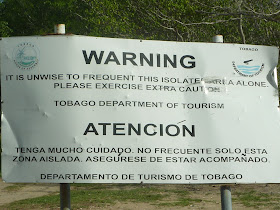 TOBAGO
WARNING
IT IS UNWISE TO FREQUENT THIS ISOLATED AREA ALONE.
PLEASE EXERCISE EXTRA CAUTION
TOBAGO DEPARTMENT OF TOURISM
ATENCIÓN
TENGA MUCHO CUIDADO. NO FRECUENTE SOLO ESTA
ZONA AISLADA. ASEGÚRESE DE ESTAR ACOMPAÑADO.
DEPARTAMENTO DE TURISMO DE TOBAGO